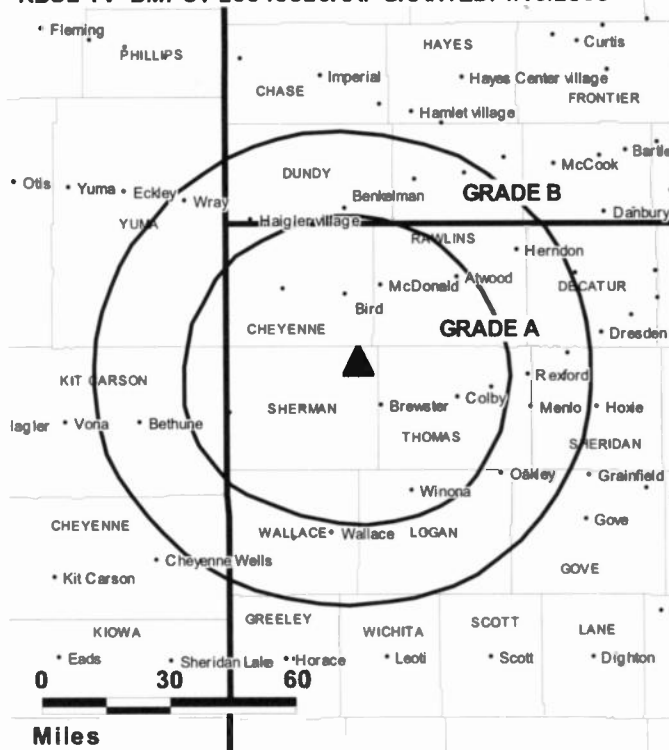 Fleming
PHILLIPS
HAYES
Curtis
Imperial
Hayes Center village
CHASE
FRONTIER
Hamlet village
McCook
Otis
Yuma
Eckley
Wray
DUNDY
Benkelman
GRADE B
Danbury
YUMA
Haigler village
RAWLINS
Herndon
McDonald
Atwood
DECATUR
Bird
CHEYENNE
GRADE A
Dresden
KIT CARSON
Rexford
SHERMAN
Brewster
Colby
Menlo
Hoxie
Vona
Bethune
THOMAS
SHERIDAN
Oakley
Grainfield
Winona
Gove
CHEYENNE
WALLACE
Wallace
LOGAN
Cheyenne Wells
GOVE
Kit Carson
GREELEY
SCOTT
KIOWA
WICHITA
LANE
Eads
Sheridan Lake
Horace
Leoti
Scott
Dighton
0 30 60
Miles